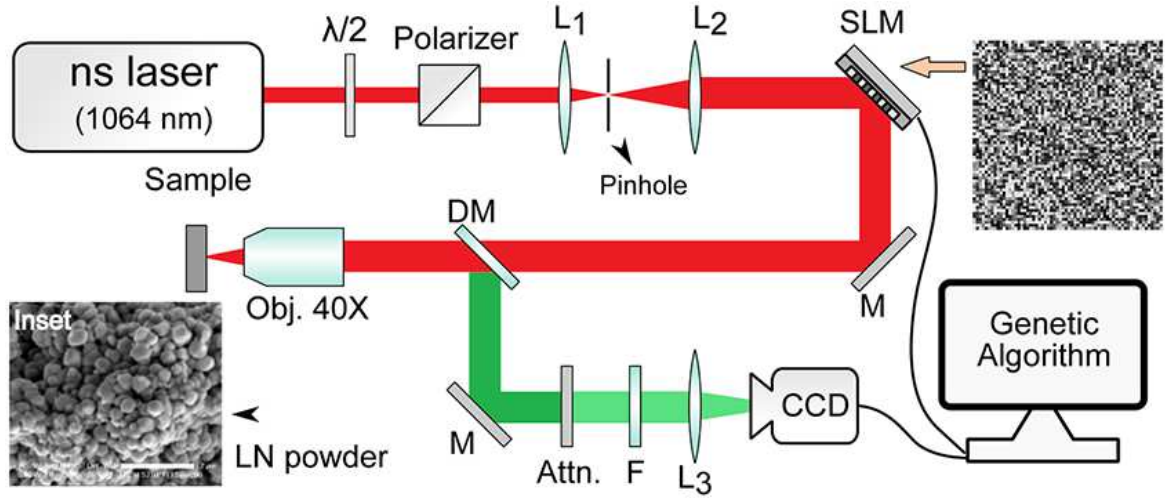 ns laser
(1064 nm)
λ/2
Polarizer
L1
L2
SLM
Pinhole
Sample
DM
Obj. 40X
M
Inset
LN powder
M
Attn.
F
L3
CCD
Genetic
Algorithm